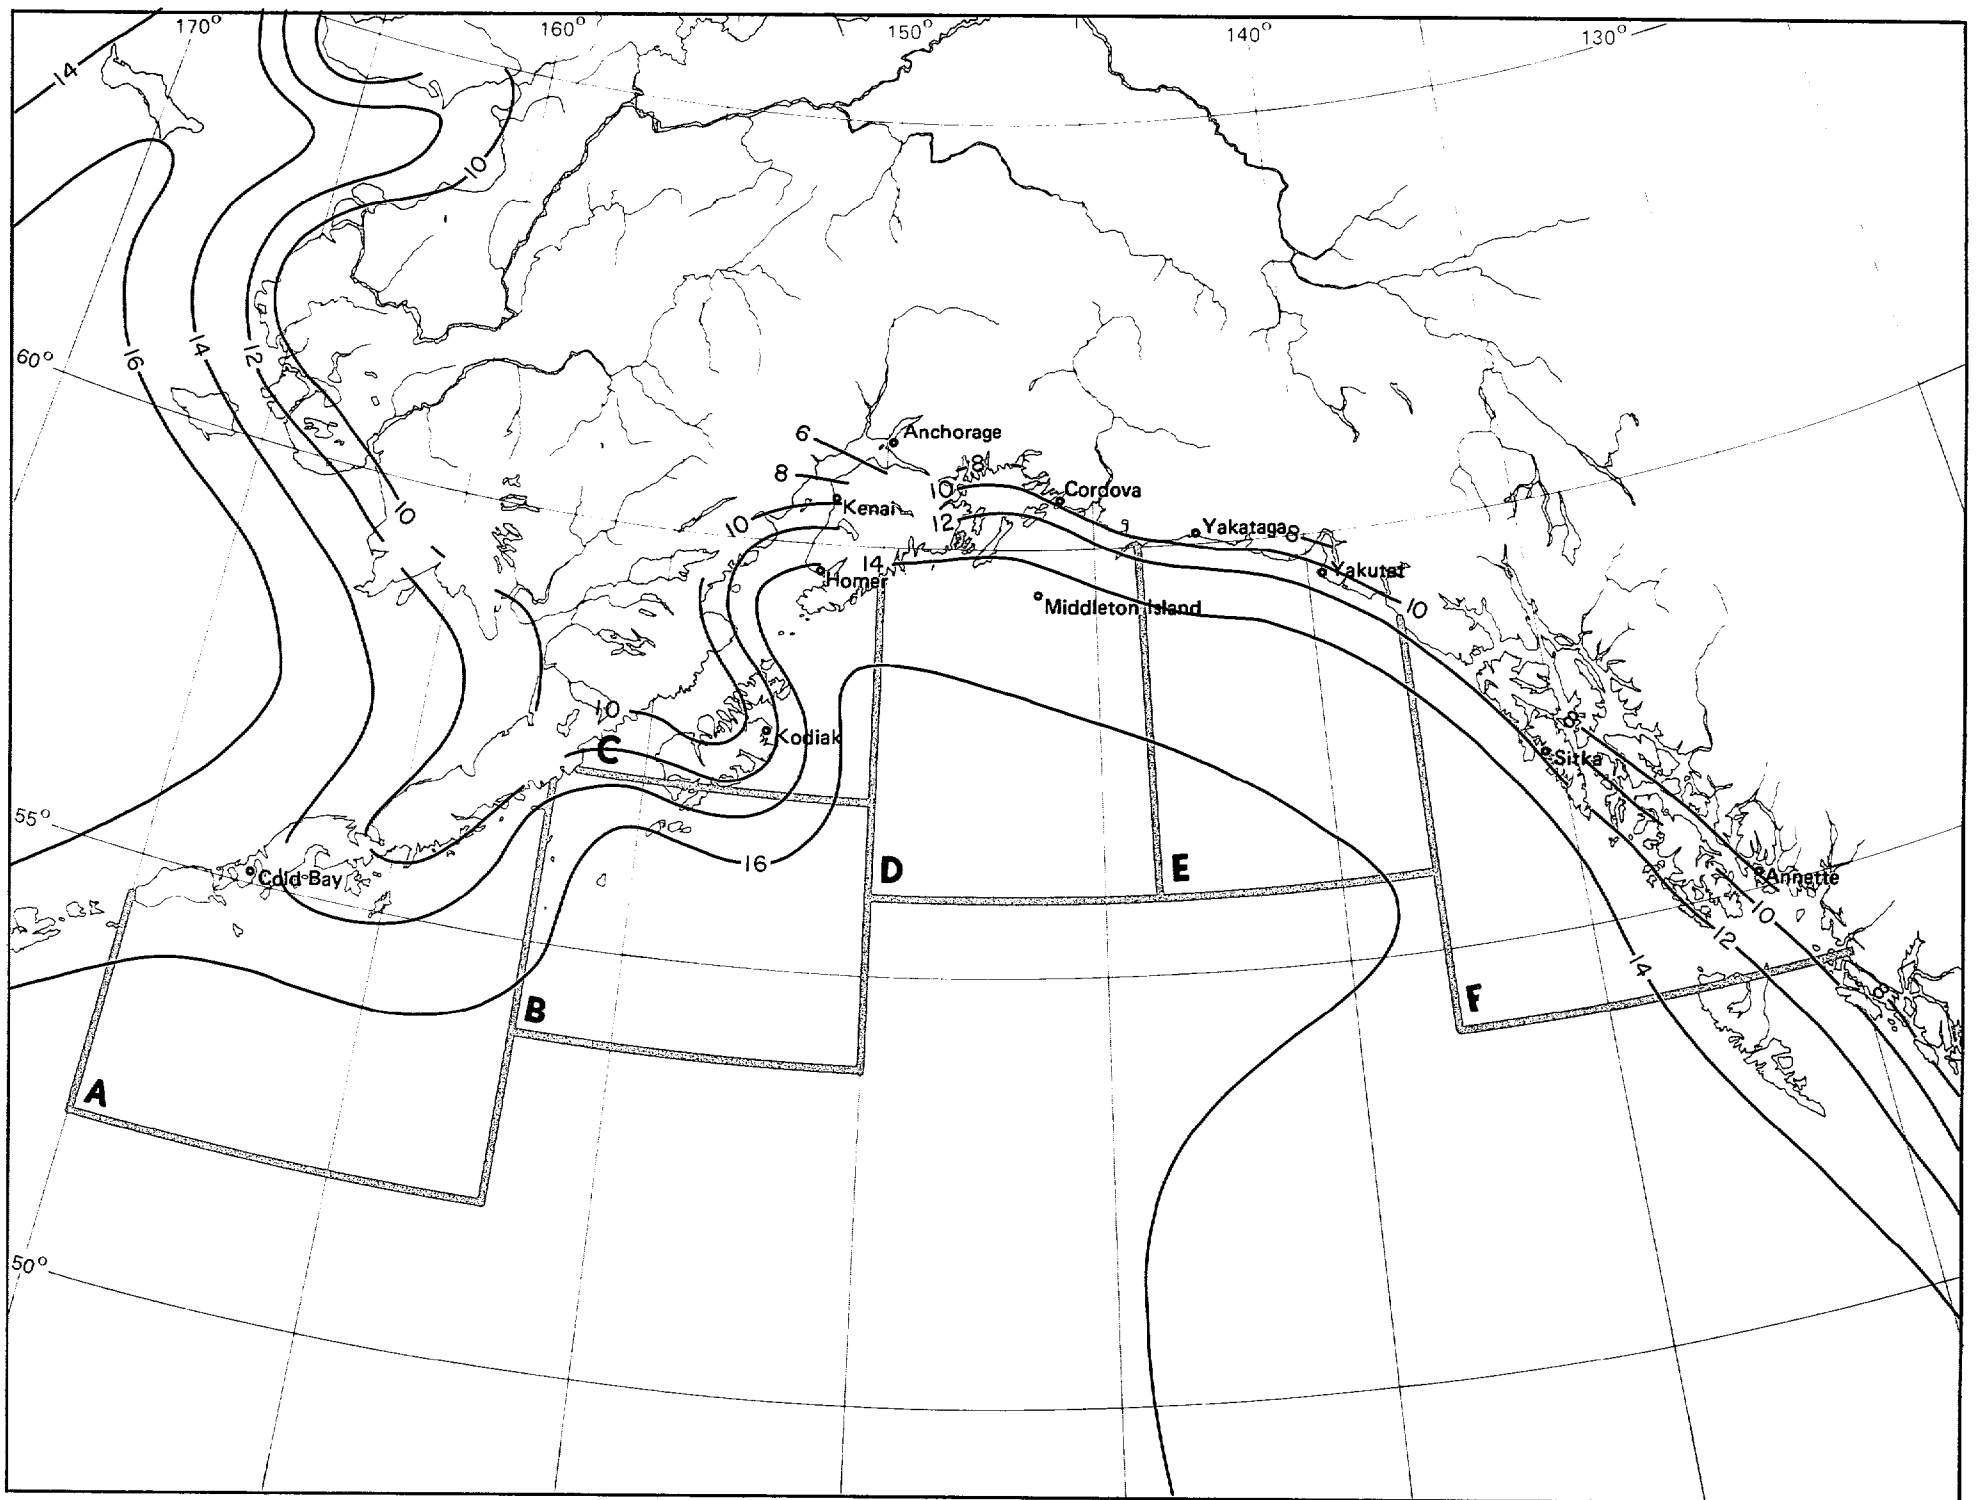 170°
160°
150°
140°
130°
14
10
60°
16
14
12
6
Anchorage
8
8
10
Cordova
10
Kenai
10
12
Yakataga
8
14
Homer
Yakutat
10
Middleton Island
10
Kodiak
C
8
Sitka
55°
16
D
E
Cold Bay
Annette
10
12
14
8
B
F
A
50°